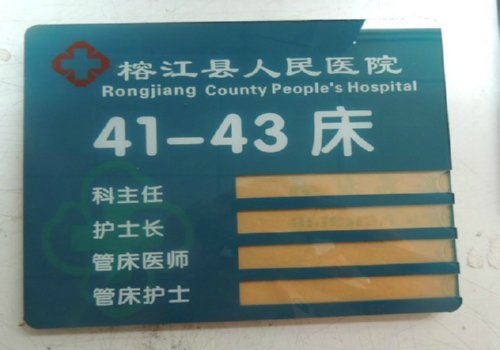 榕江县人民医院
Rongjiang County People's Hospital
41-43 床
科主任
护士长
管床医师
管床护士